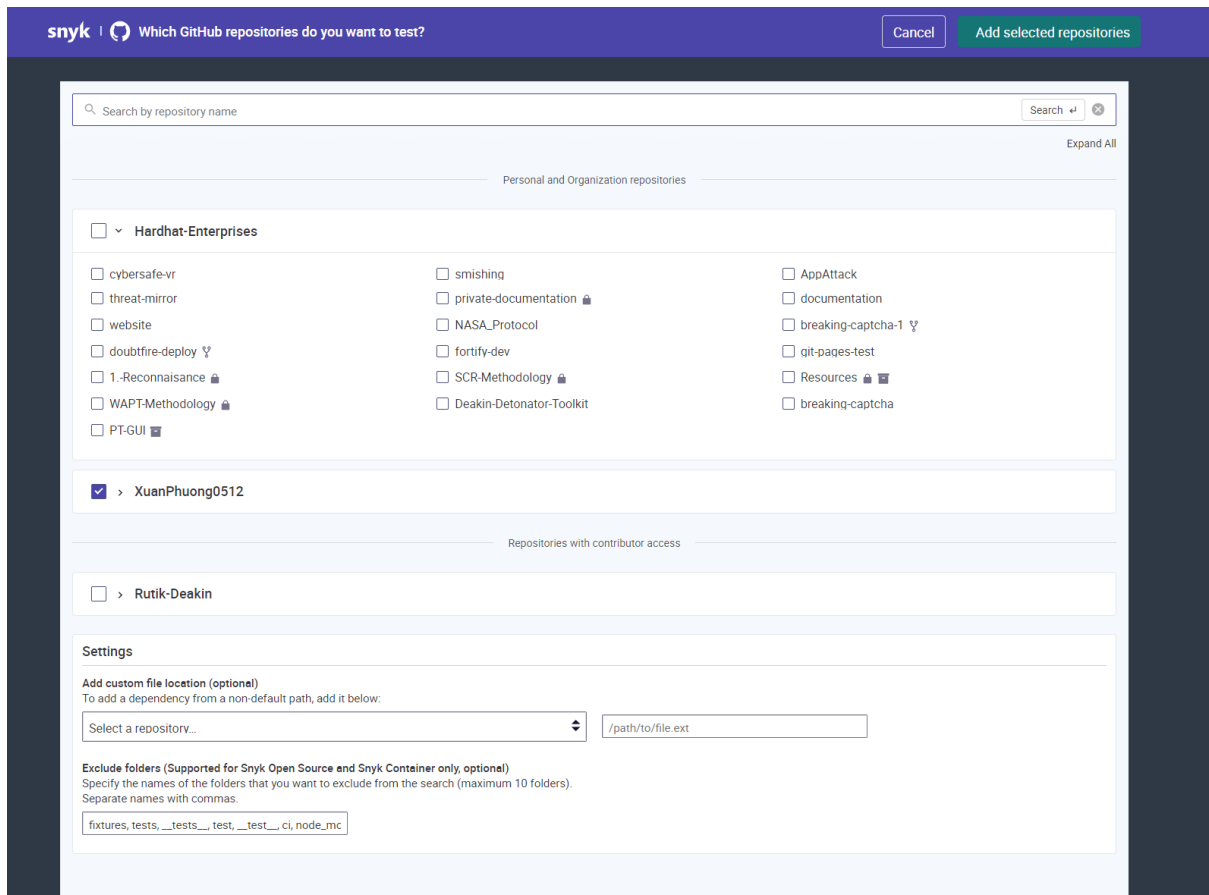 snyk | Which GitHub repositories do you want to test? Cancel Add selected repositories
Search by repository name Search ↵
Expand All
Personal and Organization repositories
Hardhat-Enterprises
cybersafe-vr smishing AppAttack
threat-mirror private-documentation documentation
website NASA_Protocol breaking-captcha-1
doubtfire-deploy fortify-dev git-pages-test
1.-Reconnaisance SCR-Methodology Resources
WAPT-Methodology Deakin-Detonator-Toolkit breaking-captcha
PT-GUI
XuanPhuong0512
Repositories with contributor access
Rutik-Deakin
Settings
Add custom file location (optional)
To add a dependency from a non-default path, add it below:
Select a repository... /path/to/file.ext
Exclude folders (Supported for Snyk Open Source and Snyk Container only, optional)
Specify the names of the folders that you want to exclude from the search (maximum 10 folders).
Separate names with commas.
fixtures, tests, __tests__, test, __test__, ci, node_mc